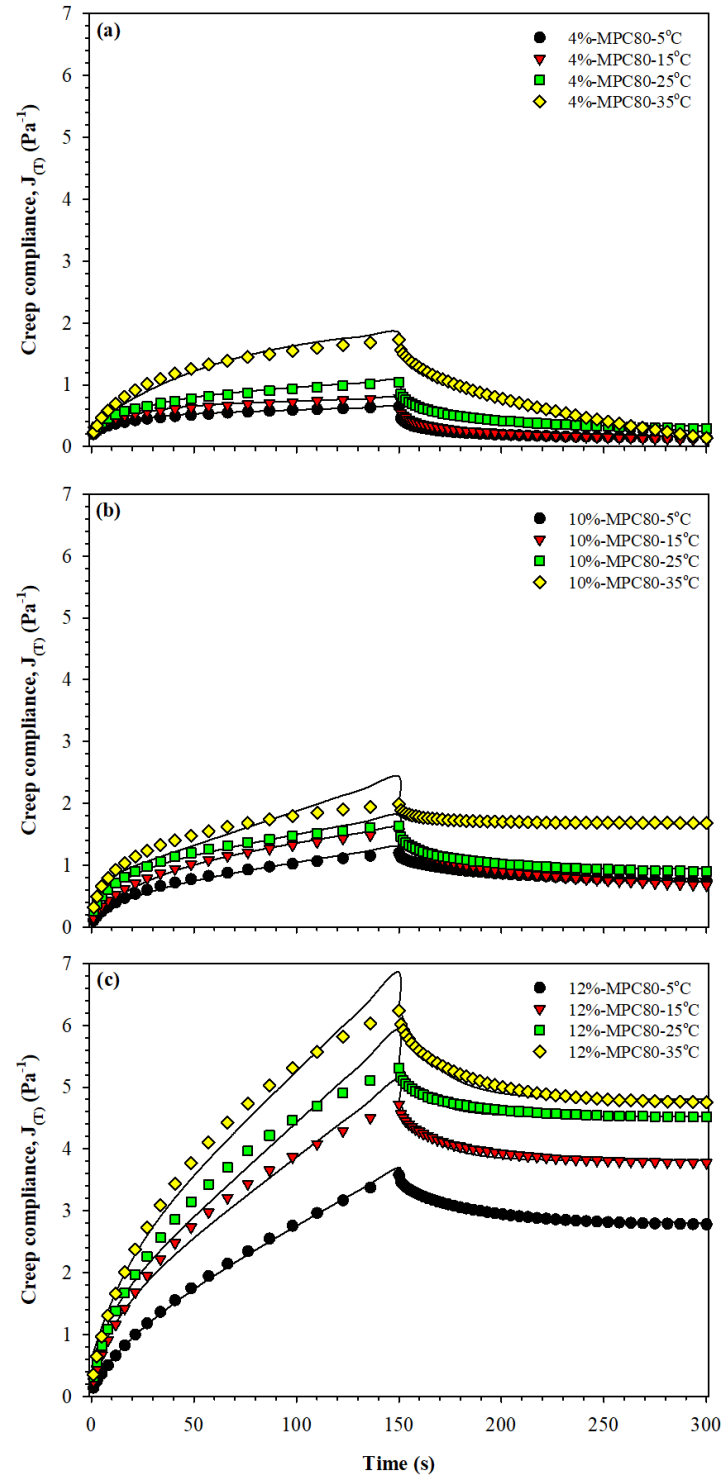 (a)
4%-MPC80-5°C
4%-MPC80-15°C
4%-MPC80-25°C
4%-MPC80-35°C
Creep compliance, J(T) (Pa⁻¹)
7
6
5
4
3
2
1
0
(b)
10%-MPC80-5°C
10%-MPC80-15°C
10%-MPC80-25°C
10%-MPC80-35°C
Creep compliance, J(T) (Pa⁻¹)
7
6
5
4
3
2
1
0
(c)
12%-MPC80-5°C
12%-MPC80-15°C
12%-MPC80-25°C
12%-MPC80-35°C
Creep compliance, J(T) (Pa⁻¹)
7
6
5
4
3
2
1
0
0 50 100 150 200 250 300
Time (s)